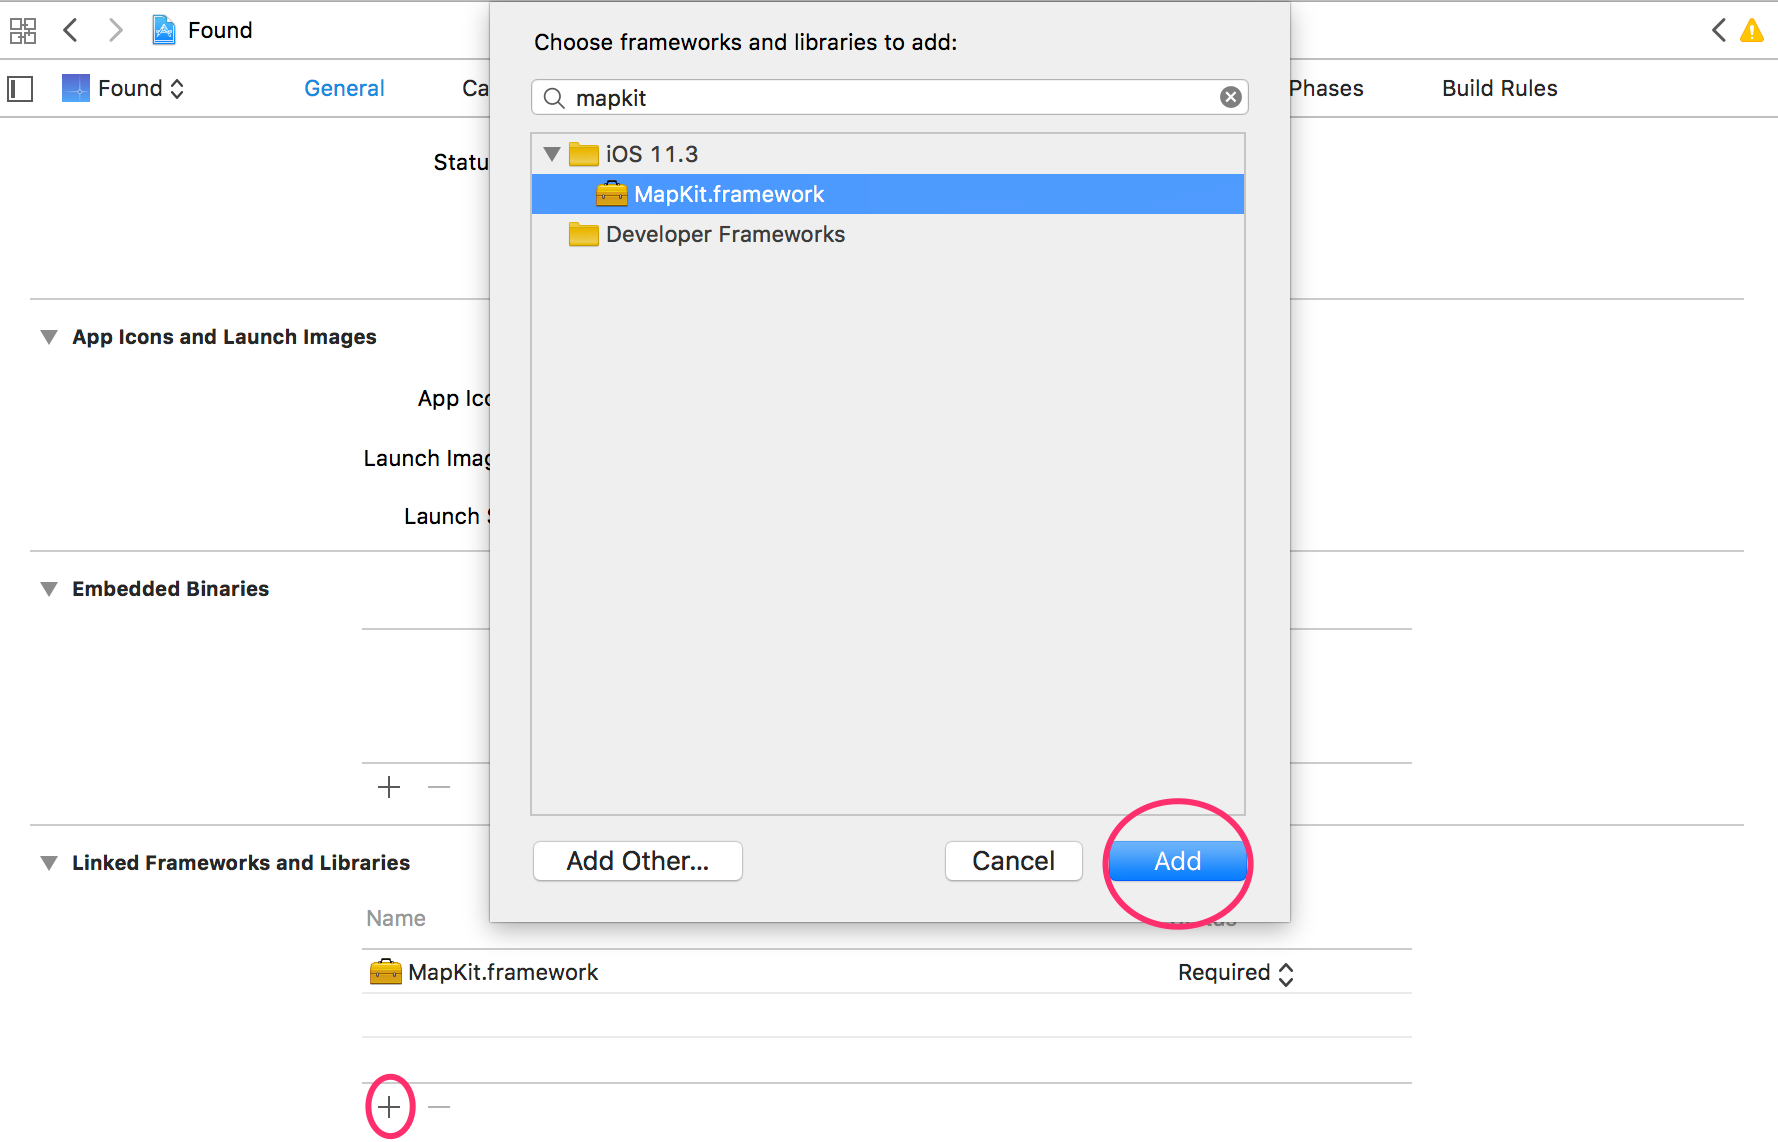 Found
Choose frameworks and libraries to add:
Found
General
Ca
Phases
Build Rules
mapkit
iOS 11.3
Statu
MapKit.framework
Developer Frameworks
App Icons and Launch Images
App Ico
Launch Imag
Launch
Embedded Binaries
Add Other...
Cancel
Add
Linked Frameworks and Libraries
Name
MapKit.framework
Required